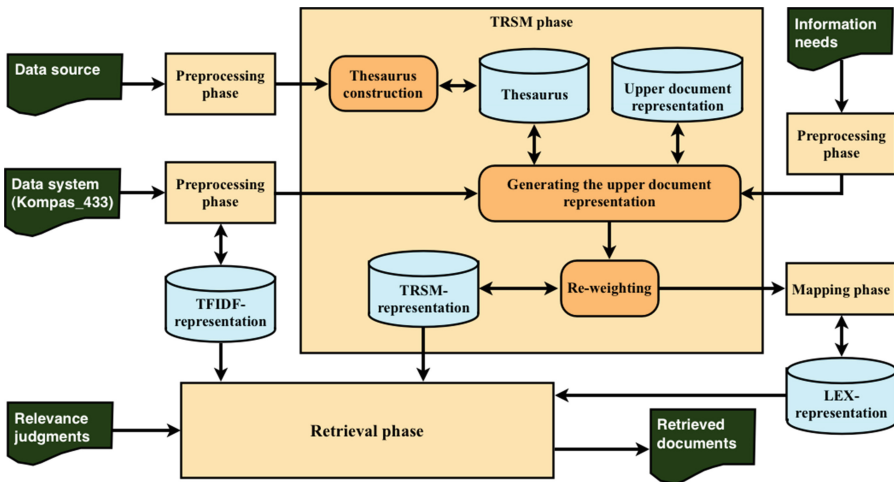 TRSM phase
Information
needs
Data source
Preprocessing
phase
Thesaurus
construction
Thesaurus
Upper document
representation
Preprocessing
phase
Data system
(Kompas_433)
Preprocessing
phase
Generating the upper document
representation
TFIDF-
representation
TRSM-
representation
Re-weighting
Mapping phase
LEX-
representation
Relevance
judgments
Retrieval phase
Retrieved
documents